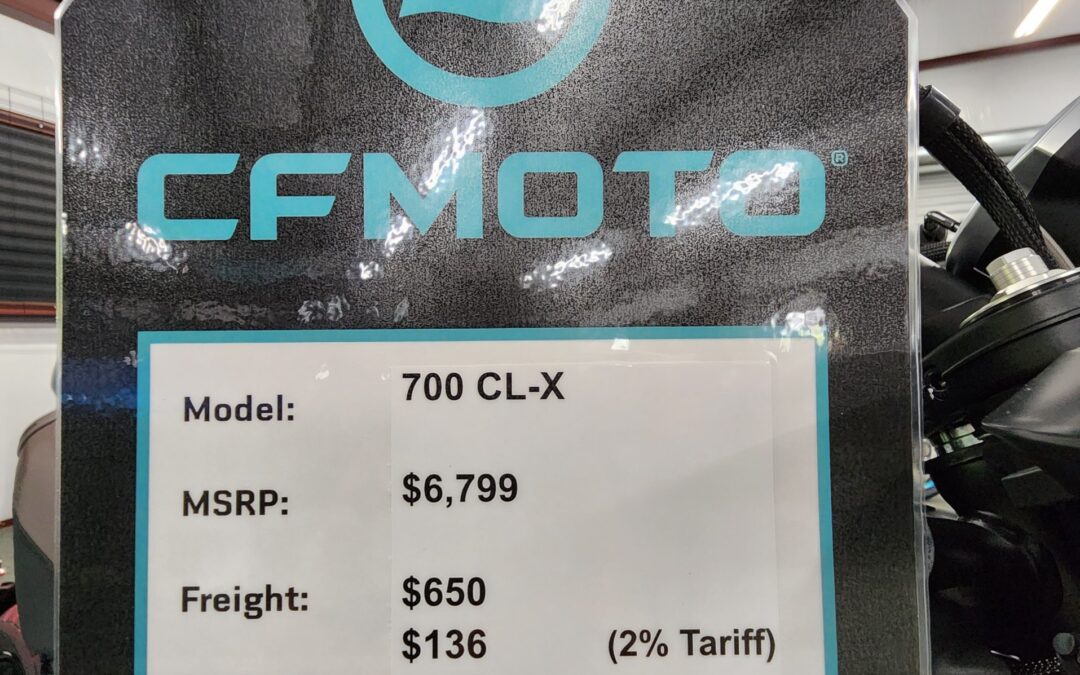 CFMOTO®
Model: 700 CL-X
MSRP: $6,799
Freight: $650
$136 (2% Tariff)